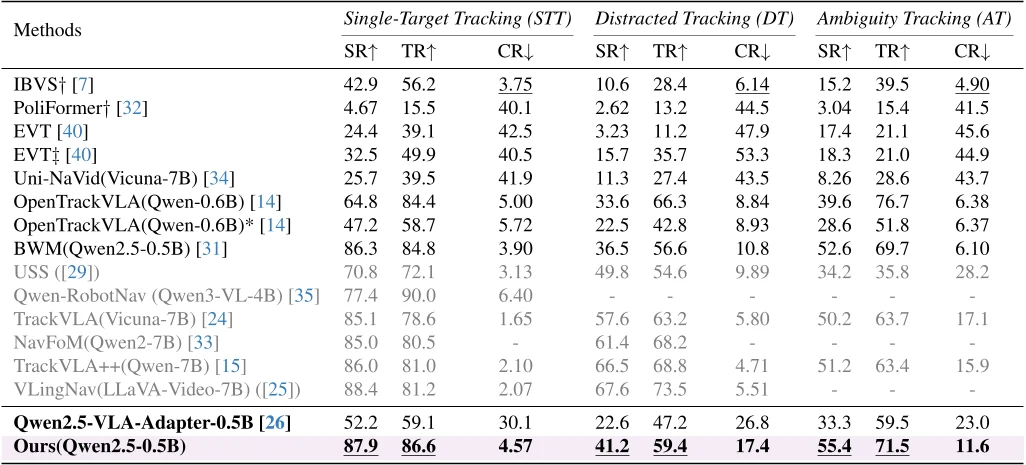 Methods Single-Target Tracking (STT) Distracted Tracking (DT) Ambiguity Tracking (AT)
SR↑ TR↑ CR↓ SR↑ TR↑ CR↓ SR↑ TR↑ CR↓
IBVS† [7] 42.9 56.2 3.75 10.6 28.4 6.14 15.2 39.5 4.90
PoliFormer† [32] 4.67 15.5 40.1 2.62 13.2 44.5 3.04 15.4 41.5
EVT [40] 24.4 39.1 42.5 3.23 11.2 47.9 17.4 21.1 45.6
EVT‡ [40] 32.5 49.9 40.5 15.7 35.7 53.3 18.3 21.0 44.9
Uni-NaVid(Vicuna-7B) [34] 25.7 39.5 41.9 11.3 27.4 43.5 8.26 28.6 43.7
OpenTrackVLA(Qwen-0.6B) [14] 64.8 84.4 5.00 33.6 66.3 8.84 39.6 76.7 6.38
OpenTrackVLA(Qwen-0.6B)* [14] 47.2 58.7 5.72 22.5 42.8 8.93 28.6 51.8 6.37
BWM(Qwen2.5-0.5B) [31] 86.3 84.8 3.90 36.5 56.6 10.8 52.6 69.7 6.10
USS ([29]) 70.8 72.1 3.13 49.8 54.6 9.89 34.2 35.8 28.2
Qwen-RobotNav (Qwen3-VL-4B) [35] 77.4 90.0 6.40 - - - - - -
TrackVLA(Vicuna-7B) [24] 85.1 78.6 1.65 57.6 63.2 5.80 50.2 63.7 17.1
NavFoM(Qwen2-7B) [33] 85.0 80.5 - 61.4 68.2 - - - -
TrackVLA++(Qwen-7B) [15] 86.0 81.0 2.10 66.5 68.8 4.71 51.2 63.4 15.9
VLingNav(LLaVA-Video-7B) ([25]) 88.4 81.2 2.07 67.6 73.5 5.51 - - -
Qwen2.5-VLA-Adapter-0.5B [26] 52.2 59.1 30.1 22.6 47.2 26.8 33.3 59.5 23.0
Ours(Qwen2.5-0.5B) 87.9 86.6 4.57 41.2 59.4 17.4 55.4 71.5 11.6